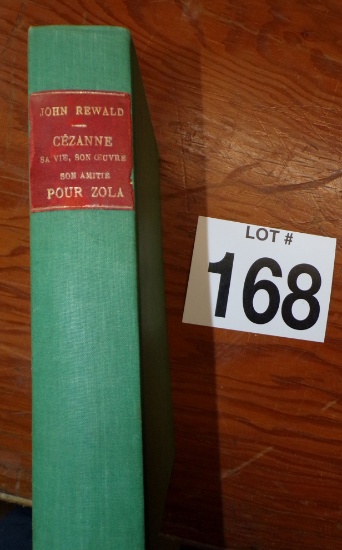 JOHN REWALD
CÉZANNE
SA VIE, SON ŒUVRE
SON AMITIÉ
POUR ZOLA
LOT #
168